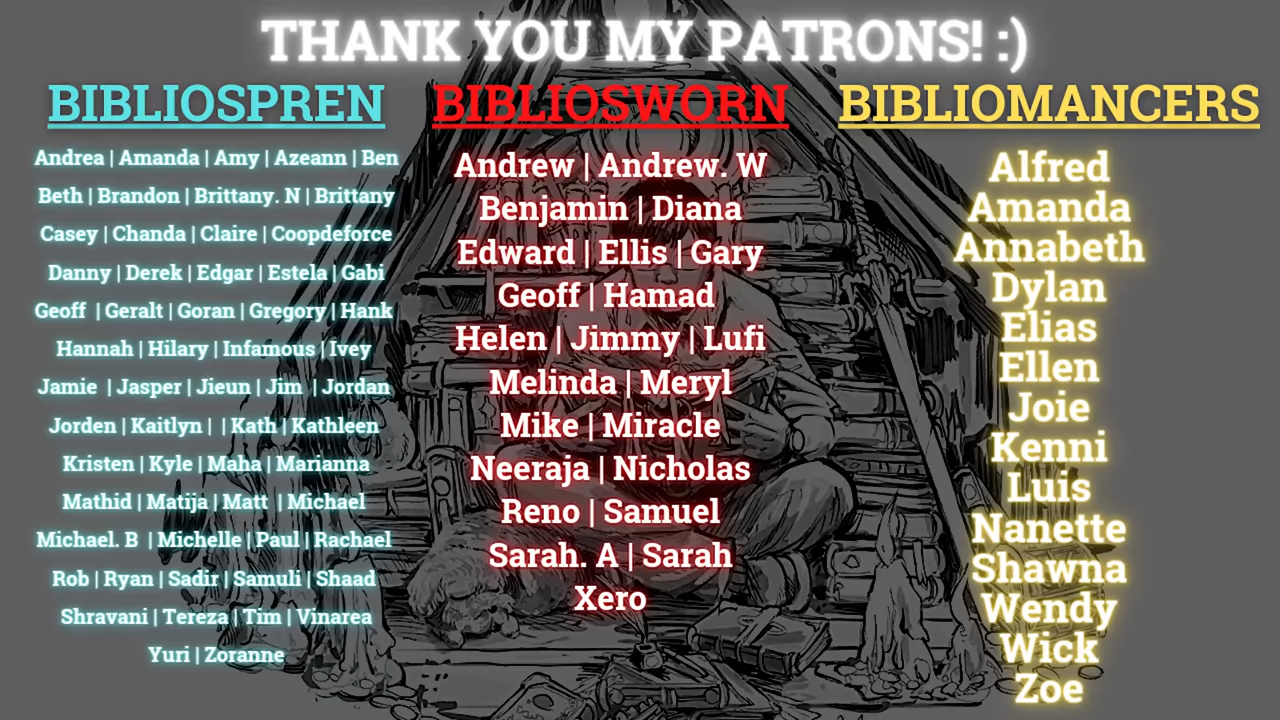 THANK YOU MY PATRONS! :)
BIBLIOSPREN
Andrea | Amanda | Amy | Azeann | Ben
Beth | Brandon | Brittany. N | Brittany
Casey | Chanda | Claire | Coopdeforce
Danny | Derek | Edgar | Estela | Gabi
Geoff | Geralt | Goran | Gregory | Hank
Hannah | Hilary | Infamous | Ivey
Jamie | Jasper | Jieun | Jim | Jordan
Jorden | Kaitlyn | | Kath | Kathleen
Kristen | Kyle | Maha | Marianna
Mathid | Matija | Matt | Michael
Michael. B | Michelle | Paul | Rachael
Rob | Ryan | Sadir | Samuli | Shaad
Shravani | Tereza | Tim | Vinarea
Yuri | Zoranne
BIBLIOSWORN
Andrew | Andrew. W
Benjamin | Diana
Edward | Ellis | Gary
Geoff | Hamad
Helen | Jimmy | Lufi
Melinda | Meryl
Mike | Miracle
Neeraja | Nicholas
Reno | Samuel
Sarah. A | Sarah
Xero
BIBLIOMANCERS
Alfred
Amanda
Annabeth
Dylan
Elias
Ellen
Joie
Kenni
Luis
Nanette
Shawna
Wendy
Wick
Zoe